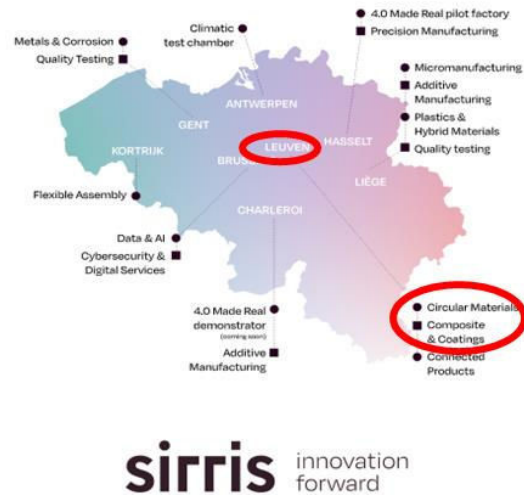 4.0 Made Real pilot factory
Precision Manufacturing
Climatic
test chamber
Metals & Corrosion
Quality Testing
Micromanufacturing
Additive
Manufacturing
Plastics &
Hybrid Materials
Quality testing
ANTWERPEN
GENT
HASSELT
LEUVEN
KORTRIJK
LIÈGE
Flexible Assembly
CHARLEROI
Data & AI
Cybersecurity &
Digital Services
4.0 Made Real
demonstrator
(coming soon)
Additive
Manufacturing
Circular Materials
Composite
& Coatings
Connected
Products
sirris innovation
forward